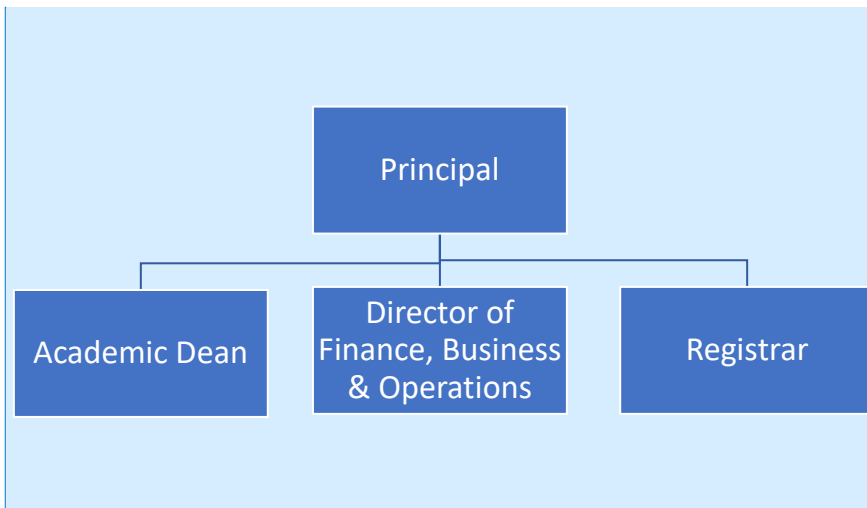 Principal
Academic Dean
Director of
Finance, Business
& Operations
Registrar